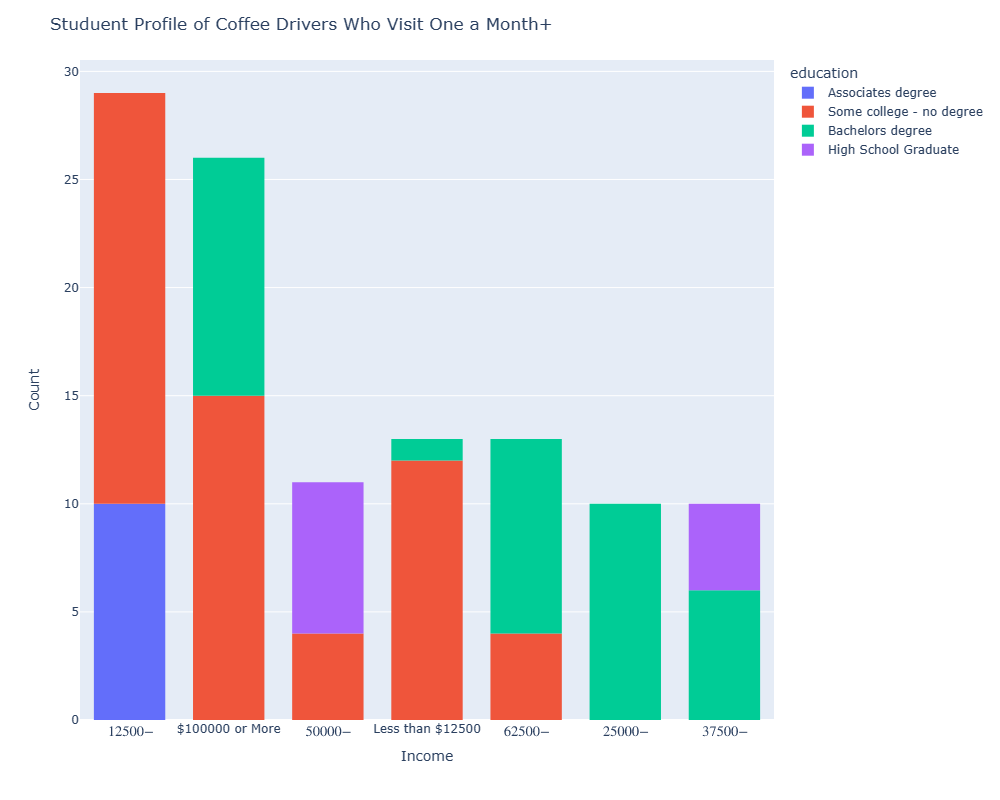 Studuent Profile of Coffee Drivers Who Visit One a Month+
30
25
20
15
10
5
0
Count
12500−
$100000 or More
50000−
Less than $12500
62500−
25000−
37500−
Income
education
Associates degree
Some college - no degree
Bachelors degree
High School Graduate